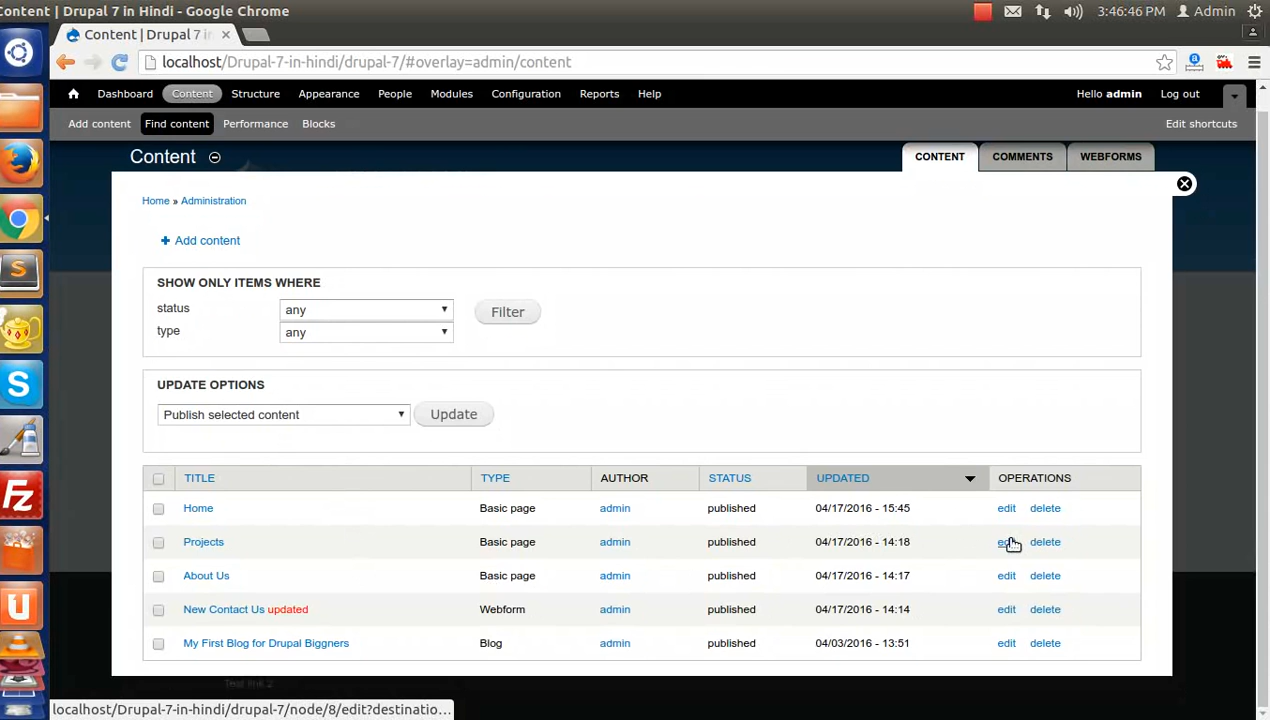 Content | Drupal 7 in Hindi - Google Chrome
3:46:46 PM Admin
Content | Drupal 7 in
localhost/Drupal-7-in-hindi/drupal-7/#overlay=admin/content
Dashboard Content Structure Appearance People Modules Configuration Reports Help Hello admin Log out
Add content Find content Performance Blocks Edit shortcuts
Content CONTENT COMMENTS WEBFORMS
Home » Administration
+ Add content
SHOW ONLY ITEMS WHERE
status any Filter
type any
UPDATE OPTIONS
Publish selected content Update
TITLE TYPE AUTHOR STATUS UPDATED OPERATIONS
Home Basic page admin published 04/17/2016 - 15:45 edit delete
Projects Basic page admin published 04/17/2016 - 14:18 edit delete
About Us Basic page admin published 04/17/2016 - 14:17 edit delete
New Contact Us updated Webform admin published 04/17/2016 - 14:14 edit delete
My First Blog for Drupal Biggners Blog admin published 04/03/2016 - 13:51 edit delete
Test link 2
localhost/Drupal-7-in-hindi/drupal-7/node/8/edit?destinatio...